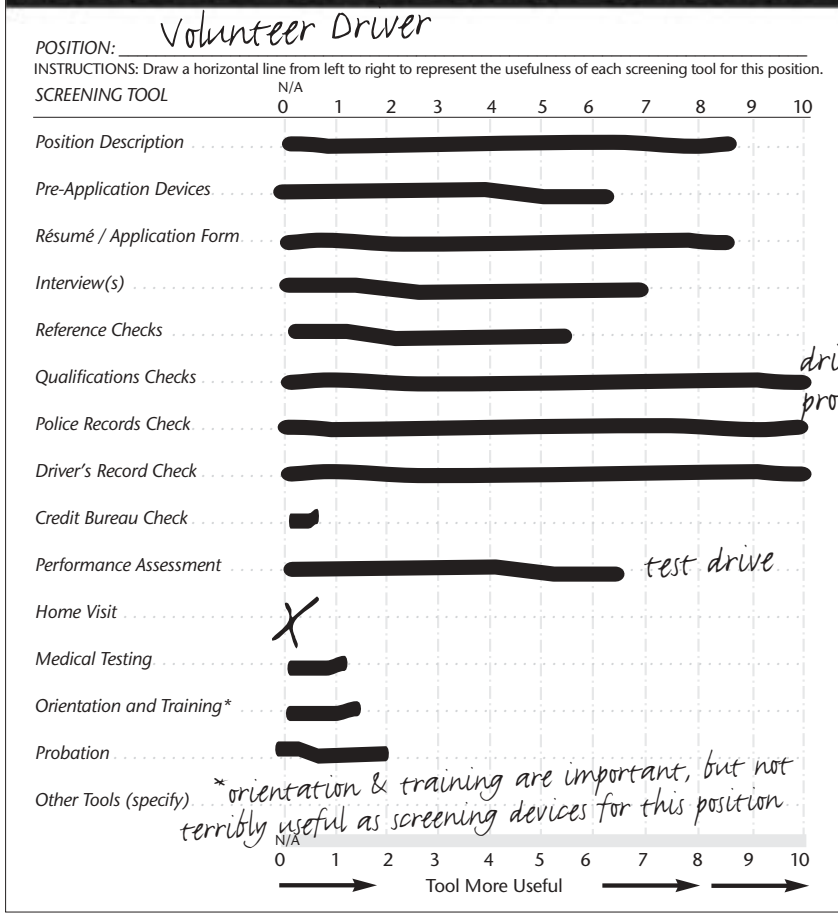 POSITION: Volunteer Driver
INSTRUCTIONS: Draw a horizontal line from left to right to represent the usefulness of each screening tool for this position.
SCREENING TOOL
N/A
0 1 2 3 4 5 6 7 8 9 10
Position Description
Pre-Application Devices
Résumé / Application Form
Interview(s)
Reference Checks
Qualifications Checks
Police Records Check
Driver's Record Check
Credit Bureau Check
Performance Assessment test drive
Home Visit X
Medical Testing
Orientation and Training*
Probation
Other Tools (specify) *orientation & training are important, but not
terribly useful as screening devices for this position
N/A
0 1 2 3 4 5 6 7 8 9 10
Tool More Useful